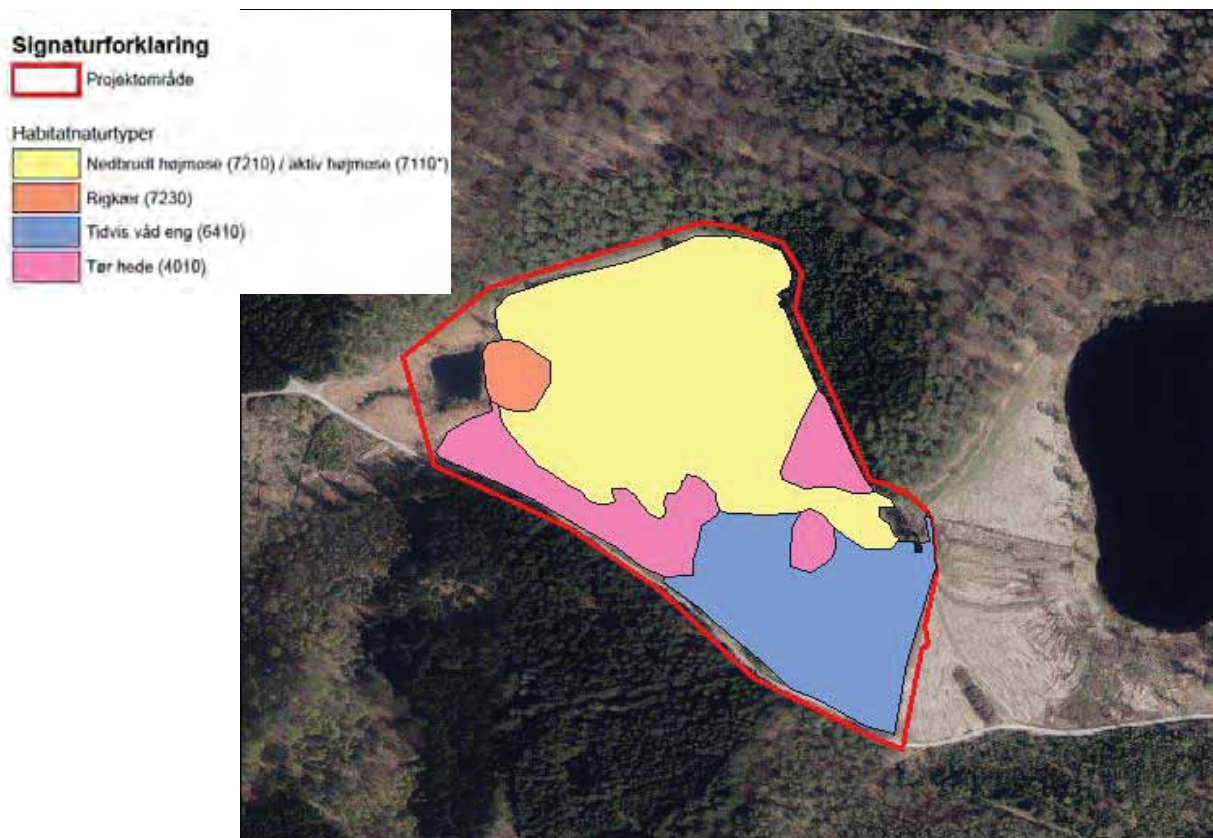 Signaturforklaring
Projektområde
Habitatnaturtyper
Nedbrudt højmose (7210) / aktiv højmose (7110*)
Rigkær (7230)
Tidvis våd eng (6410)
Tør hede (4010)